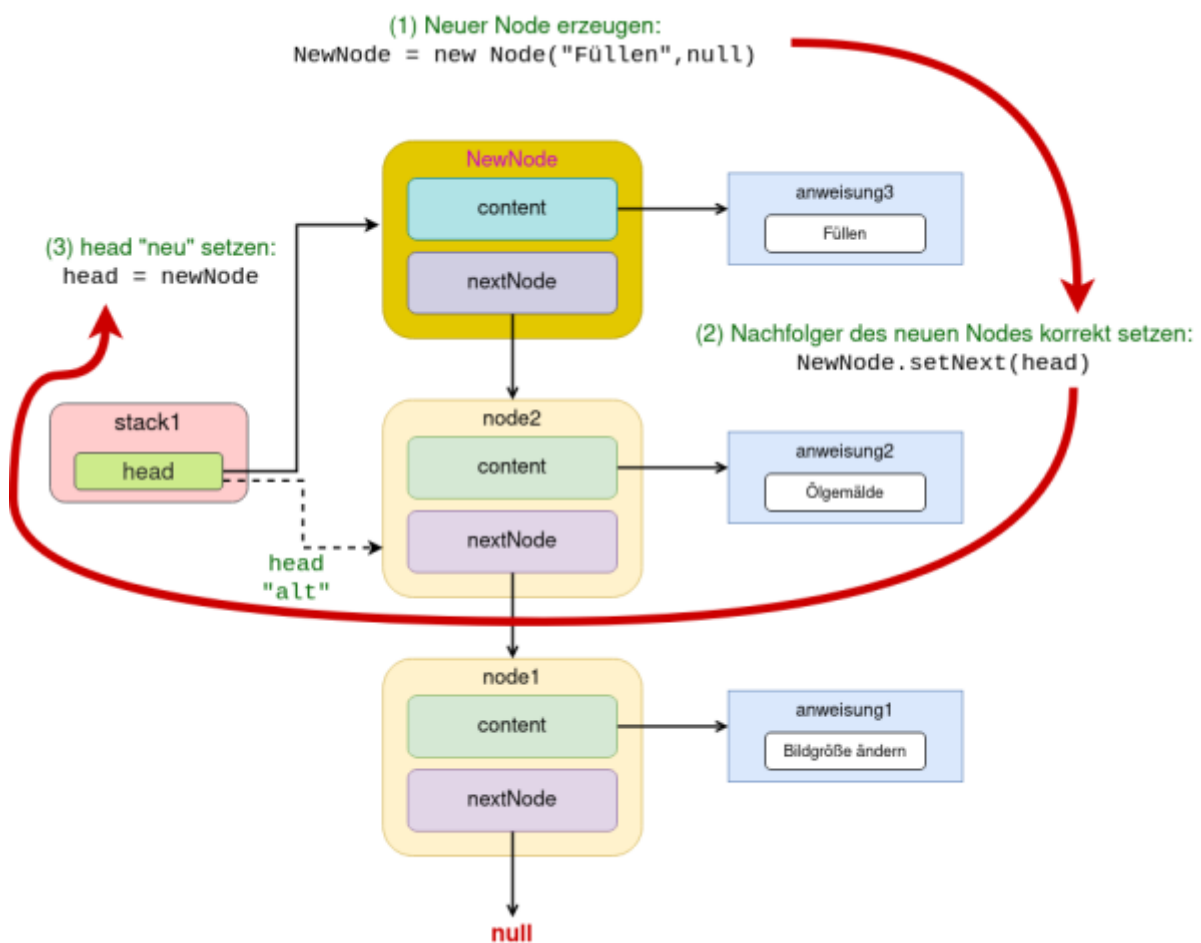 (1) Neuer Node erzeugen:
NewNode = new Node("Füllen",null)
NewNode
content
nextNode
anweisung3
Füllen
(3) head "neu" setzen:
head = newNode
(2) Nachfolger des neuen Nodes korrekt setzen:
NewNode.setNext(head)
stack1
head
head
"alt"
node2
content
nextNode
anweisung2
Ölgemälde
node1
content
nextNode
anweisung1
Bildgröße ändern
null